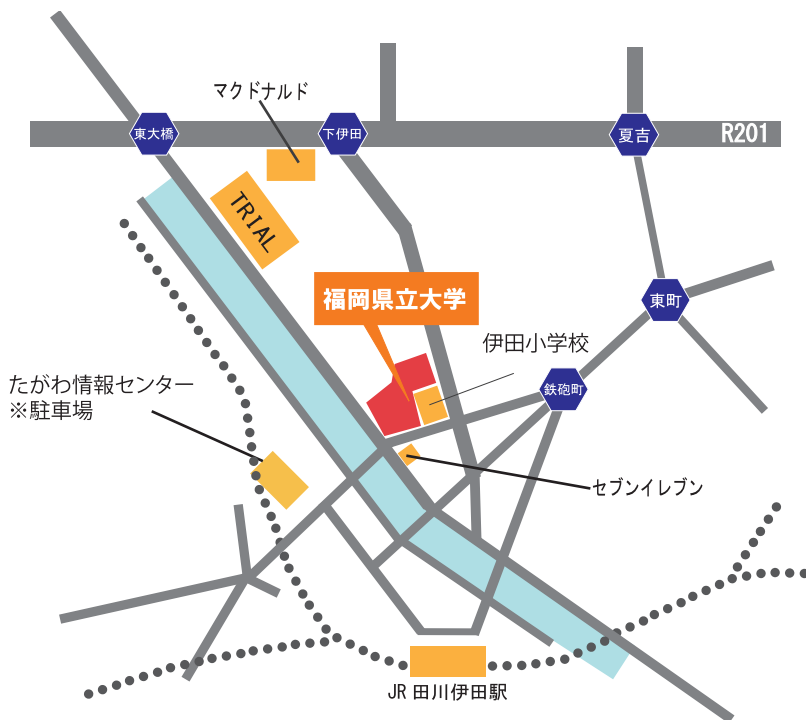 マクドナルド
東大橋
下伊田
夏吉
R201
TRIAL
東町
福岡県立大学
伊田小学校
たがわ情報センター
※駐車場
鉄砲町
セブンイレブン
JR 田川伊田駅